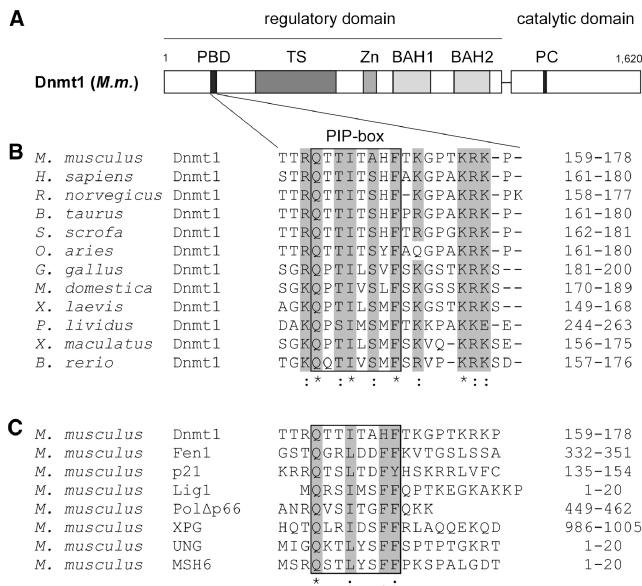 A
regulatory domain catalytic domain
1 PBD TS Zn BAH1 BAH2 PC 1,620
Dnmt1 (M.m.)
PIP-box
B
M. musculus Dnmt1 TTRQTTITAHFTKGPTKRK-P- 159-178
H. sapiens Dnmt1 STRQTTITSHFAKGPAKRK-P- 161-180
R. norvegicus Dnmt1 TTRQTTITAHFTKGPTKRK-PK 158-177
B. taurus Dnmt1 TTRQTTITSHFPRGPAKRK-P- 161-180
S. scrofa Dnmt1 TTRQTTITSHFTRGPGKRK-P- 162-181
O. aries Dnmt1 TTRQTTITSYFAQGPAKRK-P- 161-180
G. gallus Dnmt1 SGRQPTILSVFSKGSTKRKS-- 181-200
M. domestica Dnmt1 SGKQPTIVSLFSKGSSKRKS-- 170-189
X. laevis Dnmt1 AGKQPTILSMFSKGSTKRKS-- 149-168
P. lividus Dnmt1 DAKQPSIMSMFTKKPAKKE-E- 244-263
X. maculatus Dnmt1 SGKQPTILSMFSKVQ-KRKSE- 156-175
B. rerio Dnmt1 TGKQQTIVSMFSRVP-KRKSD- 157-176
:* :* : * *::
C
M. musculus Dnmt1 TTRQTTITAHFTKGPTKRKP 159-178
M. musculus Fen1 GSTQGRLDDFFKVTGSLSSA 332-351
M. musculus p21 KRRQTSLTDFYHSKRRLVFC 135-154
M. musculus Lig1 MQRSIMSFFQPTKEGKAKKP 1-20
M. musculus PolΔp66 ANRQVSITGFFQKK 449-462
M. musculus XPG HQTQLRIDSFFRLAQQEKQD 986-1005
M. musculus UNG MIGQKTLYSFFSPTPTGKRT 1-20
M. musculus MSH6 MSRQSTLYSFFPKSPALGDT 1-20
* : .: